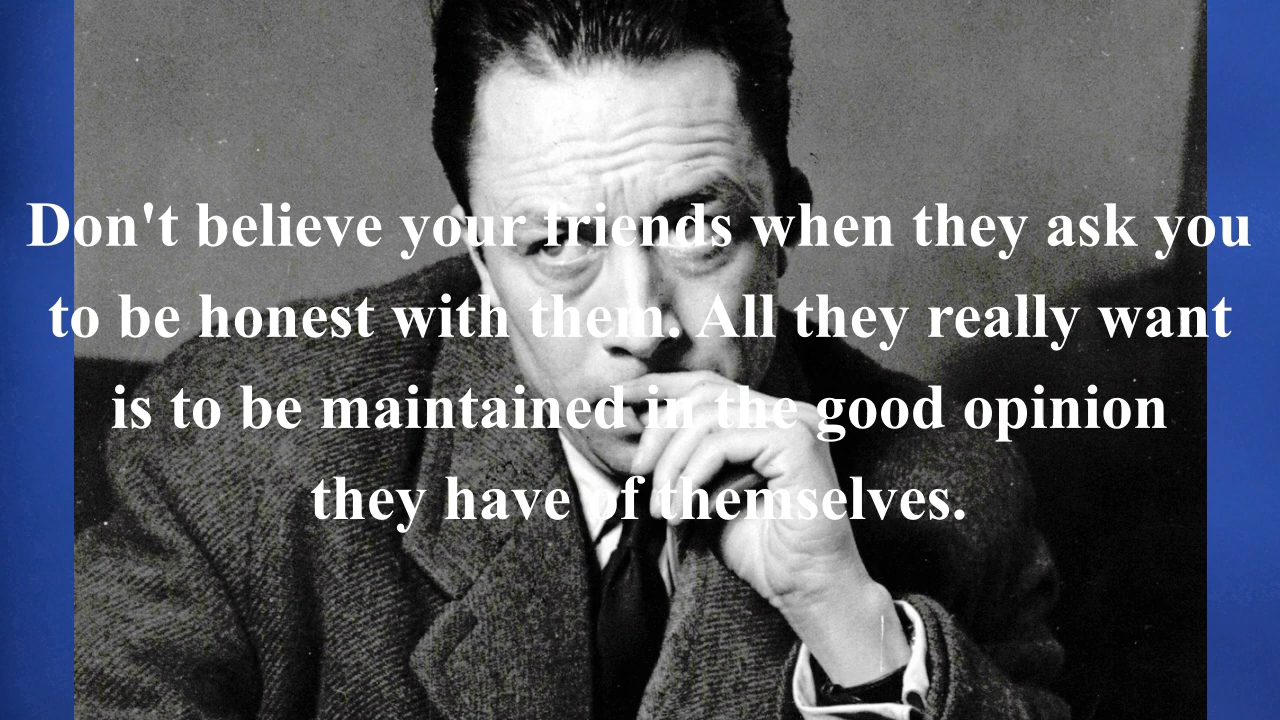 Don't believe your friends when they ask you
to be honest with them. All they really want
is to be maintained in the good opinion
they have of themselves.